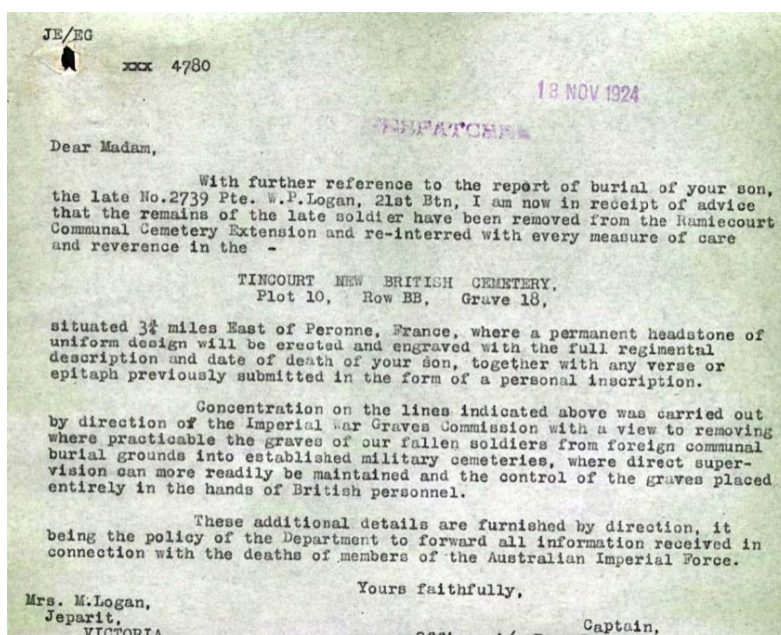 JE/EG
xxx 4780
18 NOV 1924
Dear Madam,
With further reference to the report of burial of your son,
the late No.2739 Pte. W.P.Logan, 21st Btn, I am now in receipt of advice
that the remains of the late soldier have been removed from the Ramiecourt
Communal Cemetery Extension and re-interred with every measure of care
and reverence in the -
TINCOURT NEW BRITISH CEMETERY,
Plot 10, Row BB, Grave 18,
situated 3¾ miles East of Peronne, France, where a permanent headstone of
uniform design will be erected and engraved with the full regimental
description and date of death of your son, together with any verse or
epitaph previously submitted in the form of a personal inscription.
Concentration on the lines indicated above was carried out
by direction of the Imperial War Graves Commission with a view to removing
where practicable the graves of our fallen soldiers from foreign communal
burial grounds into established military cemeteries, where direct super-
vision can more readily be maintained and the control of the graves placed
entirely in the hands of British personnel.
These additional details are furnished by direction, it
being the policy of the Department to forward all information received in
connection with the deaths of members of the Australian Imperial Force.
Yours faithfully,
Mrs. M.Logan,
Jeparit,
VICTORIA
Captain,